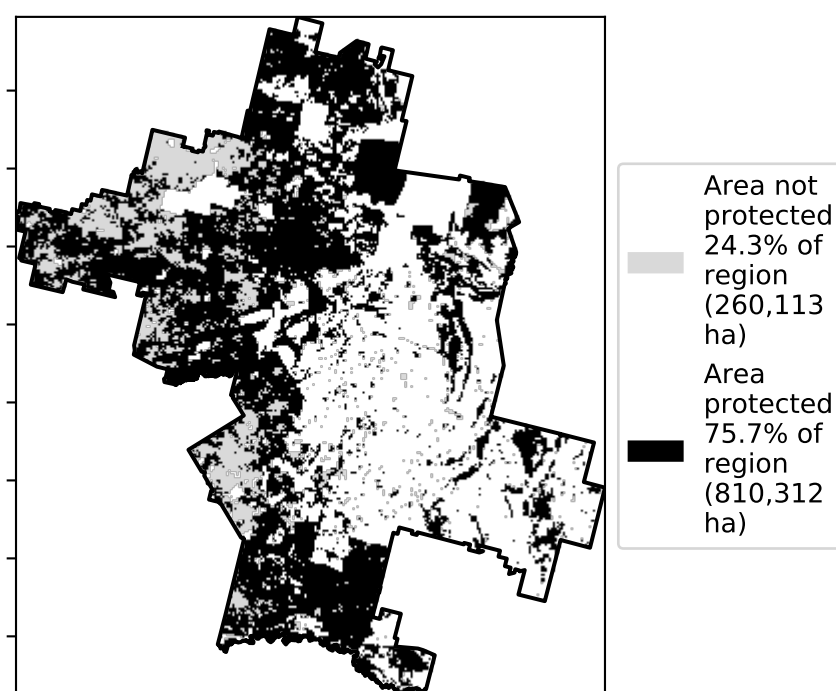 Area not
protected
24.3% of
region
(260,113
ha)
Area
protected
75.7% of
region
(810,312
ha)